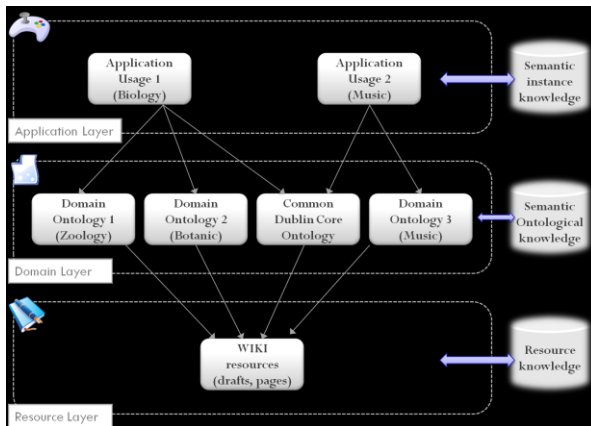 Application
Usage 1
(Biology)
Application
Usage 2
(Music)
Semantic
instance
knowledge
Application Layer
Domain
Ontology 1
(Zoology)
Domain
Ontology 2
(Botanic)
Common
Dublin Core
Ontology
Domain
Ontology 3
(Music)
Semantic
Ontological
knowledge
Domain Layer
WIKI
resources
(drafts, pages)
Resource
knowledge
Resource Layer